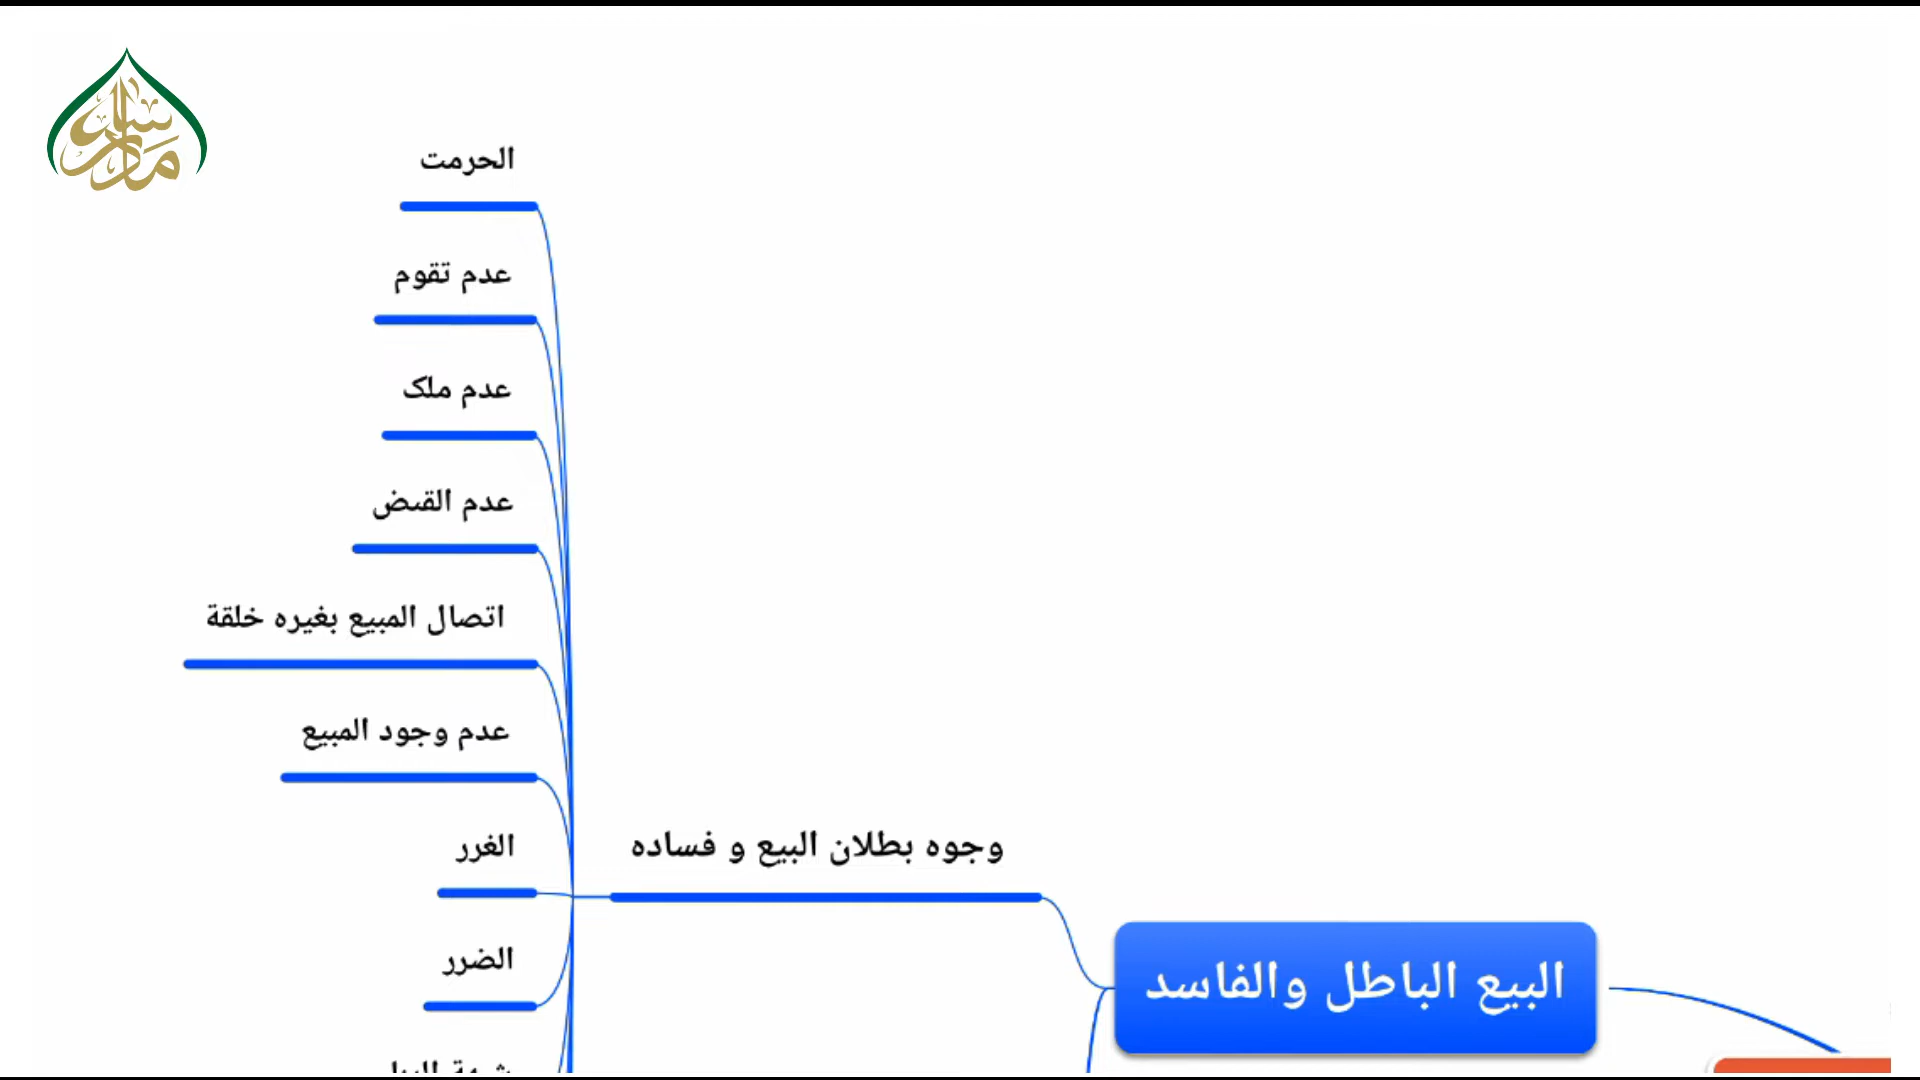 الحرمت
عدم تقوم
عدم ملک
عدم القبض
اتصال المبيع بغيره خلقة
عدم وجود المبيع
الغرر
الضرر
وجوه بطلان البيع و فساده
البيع الباطل والفاسد